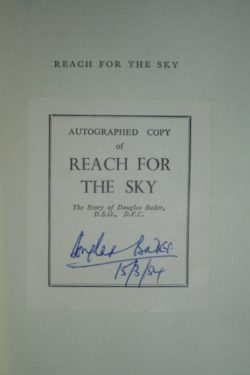 REACH FOR THE SKY
AUTOGRAPHED COPY
of
REACH FOR
THE SKY
The Story of Douglas Bader,
D.S.O., D.F.C.
Douglas Bader
15/3/54